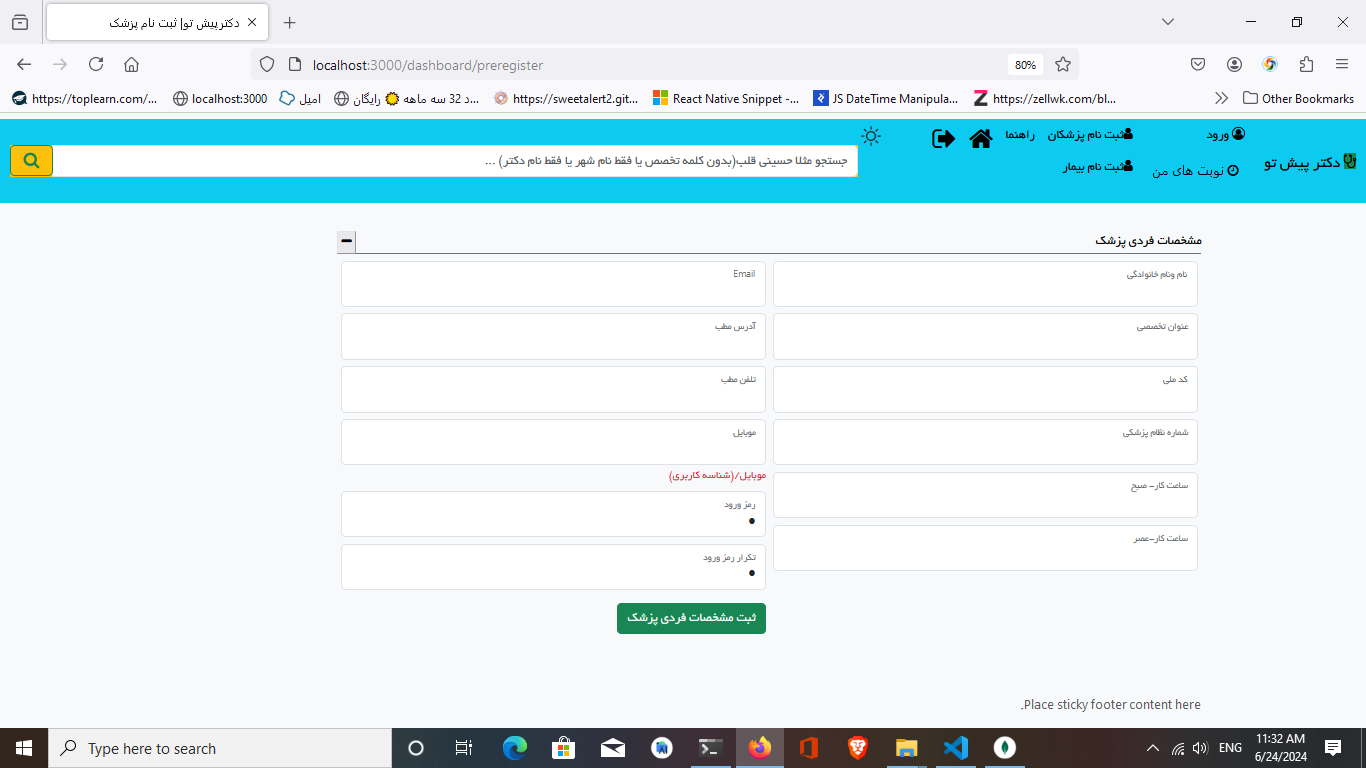 دکترپیش تو| ثبت نام پزشک
localhost:3000/dashboard/preregister
80%
https://toplearn.com/...
localhost:3000
امیل
رایگان
د 32 سه ماهه...
https://sweetalert2.git...
React Native Snippet -...
JS DateTime Manipula...
https://zellwk.com/bl...
Other Bookmarks
دکتر پیش تو
ورود
نوبت های من
ثبت نام پزشکان
ثبت نام بیمار
راهنما
جستجو مثلا حسینی قلب(بدون کلمه تخصص یا فقط نام شهر یا فقط نام دکتر) ...
مشخصات فردی پزشک
نام ونام خانوادگی
Email
عنوان تخصصی
آدرس مطب
کد ملی
تلفن مطب
شماره نظام پزشکی
موبایل
موبایل/(شناسه کاربری)
ساعت کار- صبح
رمز ورود
ساعت کار-عصر
تکرار رمز ورود
ثبت مشخصات فردی پزشک
.Place sticky footer content here
Type here to search
ENG
11:32 AM
6/24/2024